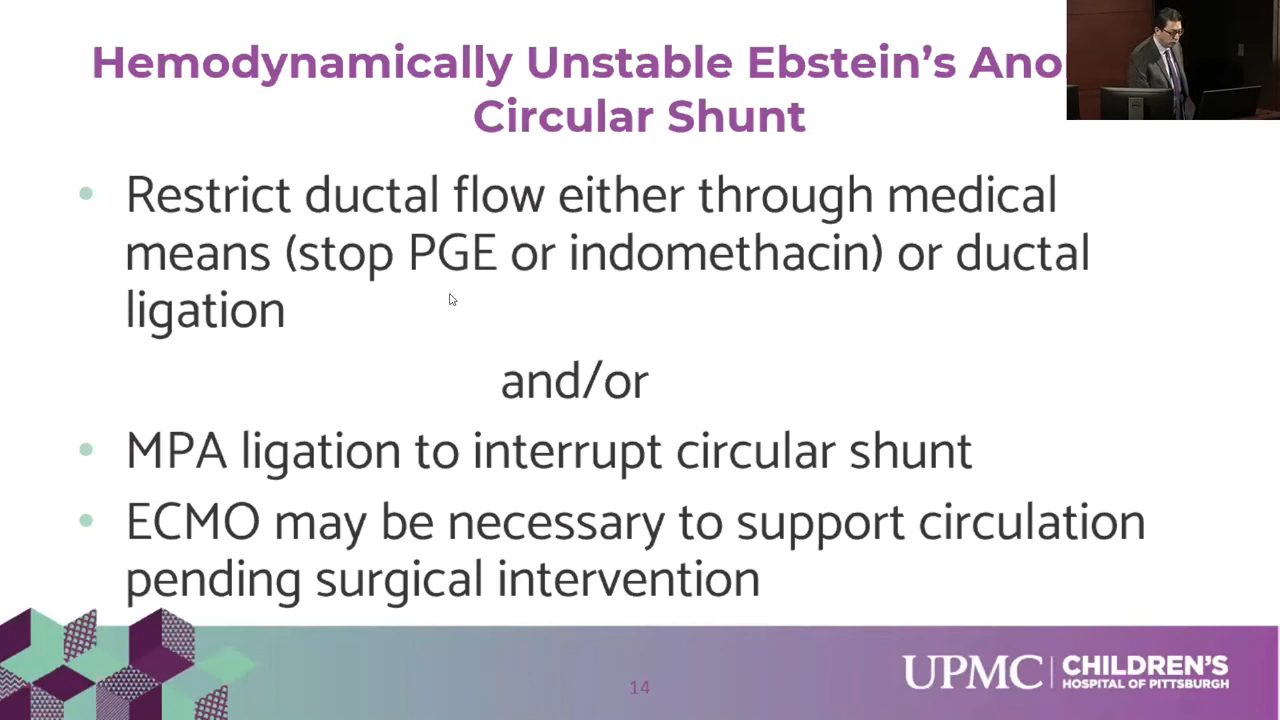 Hemodynamically Unstable Ebstein's Ano
Circular Shunt
• Restrict ductal flow either through medical
means (stop PGE or indomethacin) or ductal
ligation
and/or
• MPA ligation to interrupt circular shunt
• ECMO may be necessary to support circulation
pending surgical intervention
14
UPMC CHILDREN'S
HOSPITAL OF PITTSBURGH